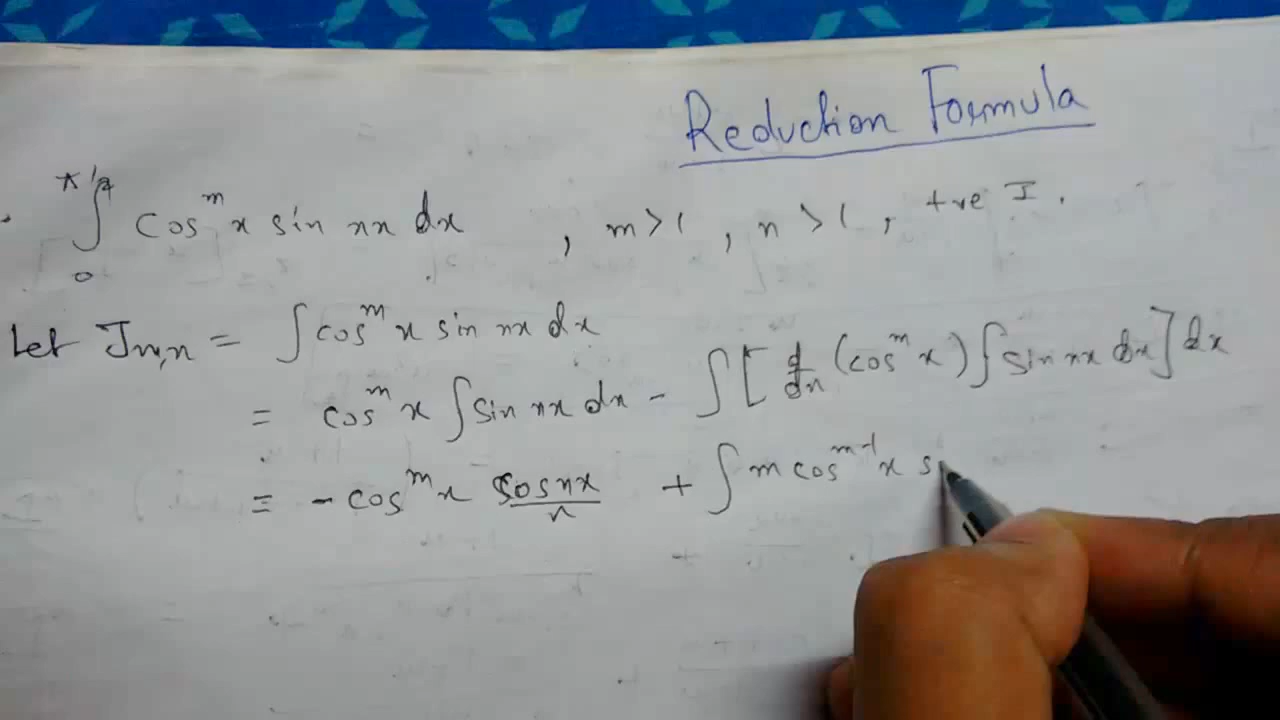 Reduction Formula
∫₀^{π/2} cos^m x sin nx dx , m>1 , n>1 , +ve I.
Let J_{m,n} = ∫ cos^m x sin nx dx
= cos^m x ∫ sin nx dx - ∫ [ d/dx (cos^m x) ∫ sin nx dx ] dx
= - cos^m x cos nx / n + ∫ m cos^{m-1} x s